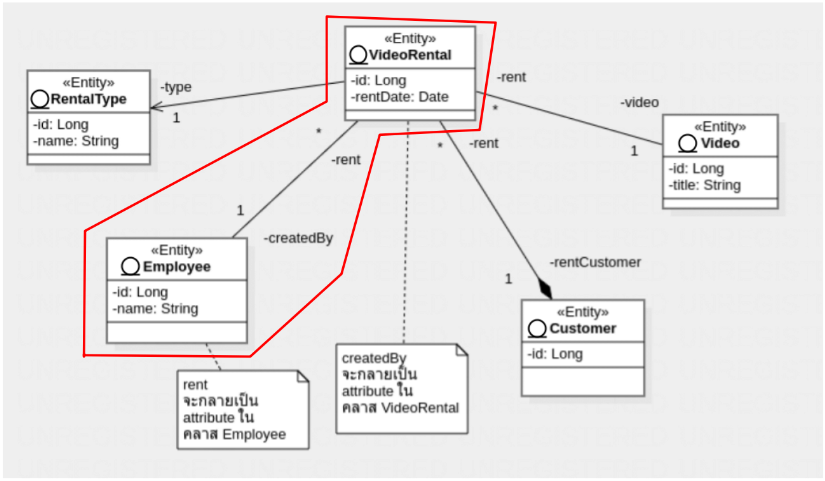 «Entity»
VideoRental
-id: Long
-rentDate: Date
«Entity»
RentalType
-id: Long
-name: String
-type
1
-rent
*
-video
1
«Entity»
Video
-id: Long
-title: String
*
-rent
1
-createdBy
*
-rent
-rentCustomer
1
«Entity»
Employee
-id: Long
-name: String
«Entity»
Customer
-id: Long
rent
จะกลายเป็น
attribute ใน
คลาส Employee
createdBy
จะกลายเป็น
attribute ใน
คลาส VideoRental